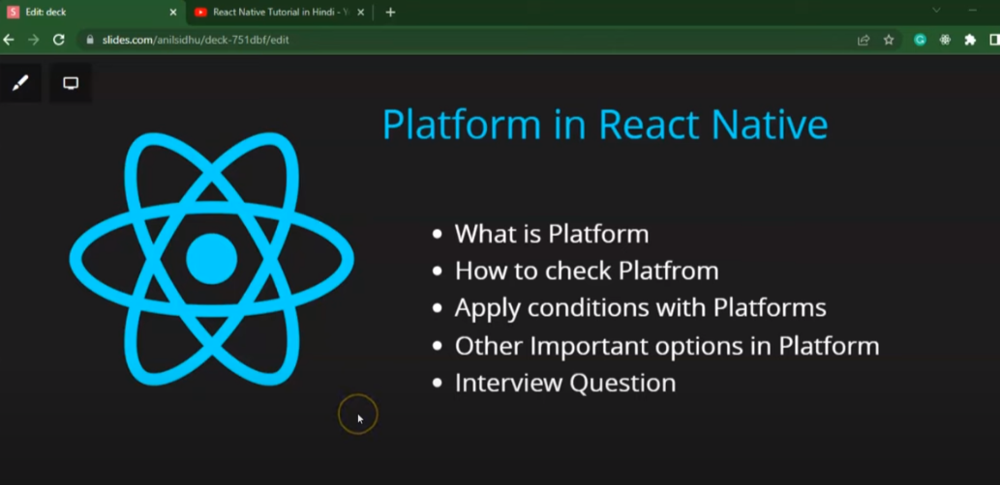 Edit: deck
React Native Tutorial in Hindi -
slides.com/anilsidhu/deck-751dbf/edit
Platform in React Native
• What is Platform
• How to check Platfrom
• Apply conditions with Platforms
• Other Important options in Platform
• Interview Question